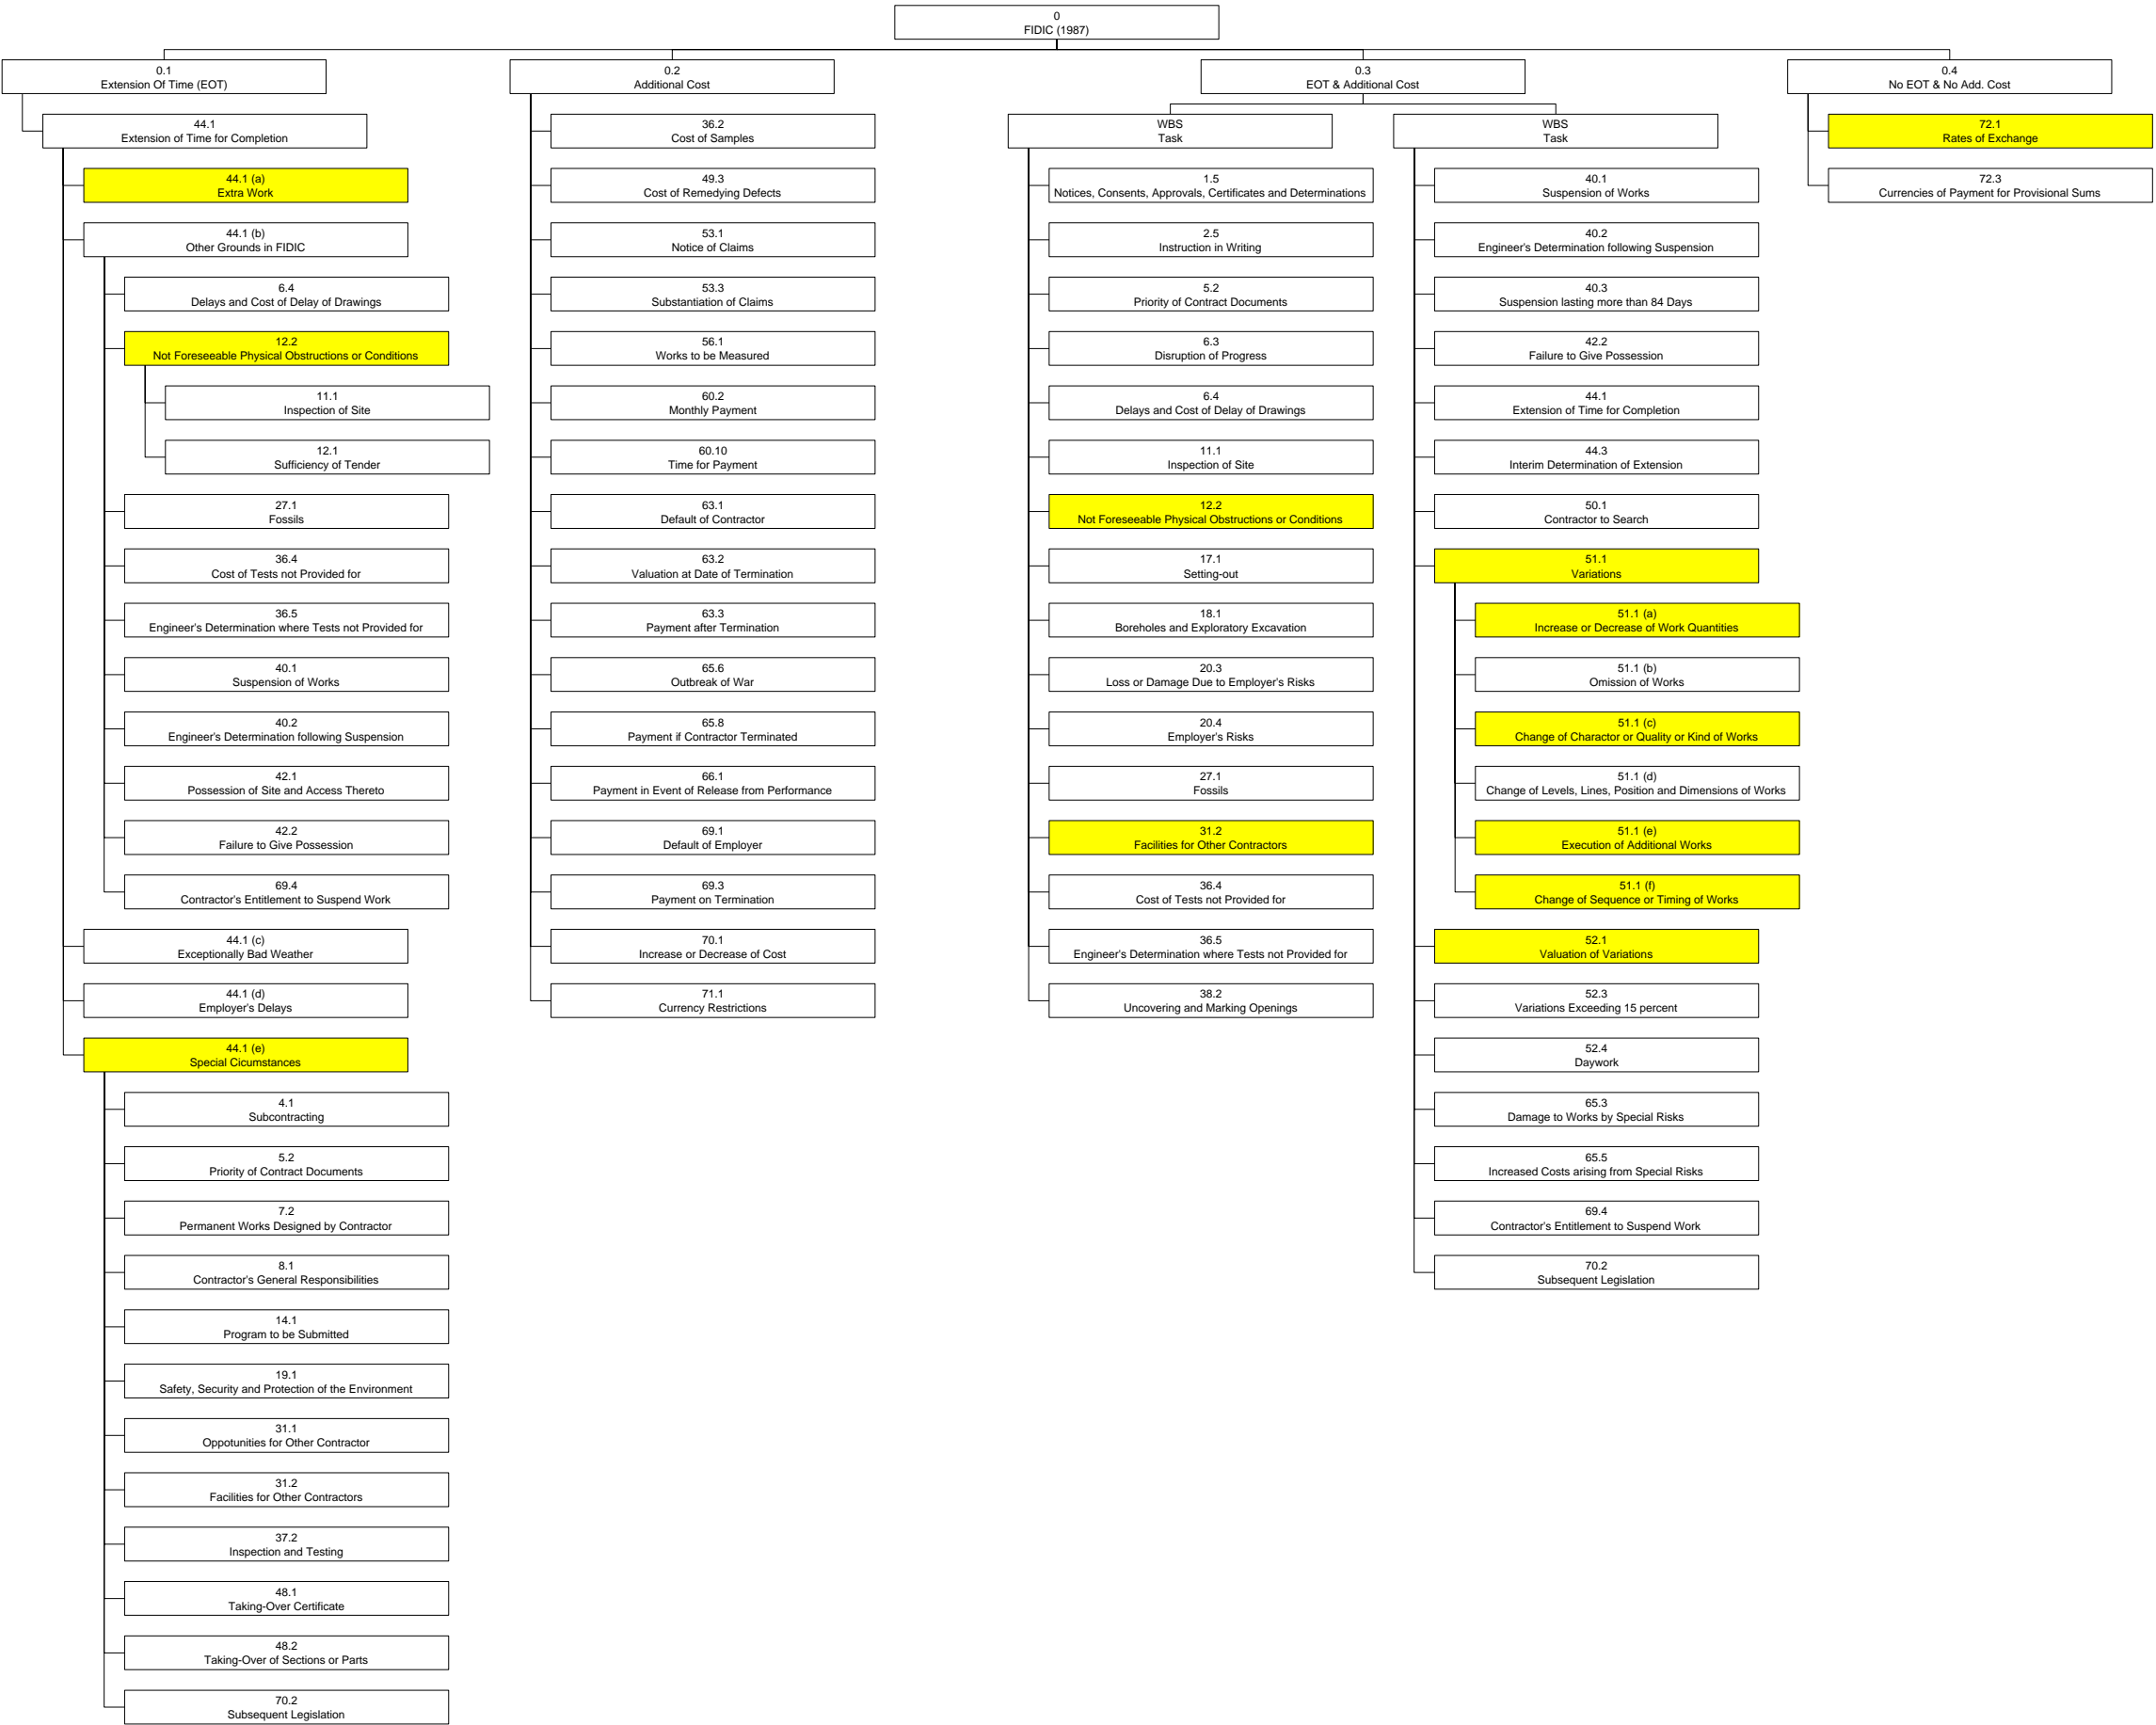 0
FIDIC (1987)
0.1
Extension Of Time (EOT)
44.1
Extension of Time for Completion
44.1 (a)
Extra Work
44.1 (b)
Other Grounds in FIDIC
6.4
Delays and Cost of Delay of Drawings
12.2
Not Foreseeable Physical Obstructions or Conditions
11.1
Inspection of Site
12.1
Sufficiency of Tender
27.1
Fossils
36.4
Cost of Tests not Provided for
36.5
Engineer's Determination where Tests not Provided for
40.1
Suspension of Works
40.2
Engineer's Determination following Suspension
42.1
Possession of Site and Access Thereto
42.2
Failure to Give Possession
69.4
Contractor's Entitlement to Suspend Work
44.1 (c)
Exceptionally Bad Weather
44.1 (d)
Employer's Delays
44.1 (e)
Special Cicumstances
4.1
Subcontracting
5.2
Priority of Contract Documents
7.2
Permanent Works Designed by Contractor
8.1
Contractor's General Responsibilities
14.1
Program to be Submitted
19.1
Safety, Security and Protection of the Environment
31.1
Oppotunities for Other Contractor
31.2
Facilities for Other Contractors
37.2
Inspection and Testing
48.1
Taking-Over Certificate
48.2
Taking-Over of Sections or Parts
70.2
Subsequent Legislation
0.2
Additional Cost
36.2
Cost of Samples
49.3
Cost of Remedying Defects
53.1
Notice of Claims
53.3
Substantiation of Claims
56.1
Works to be Measured
60.2
Monthly Payment
60.10
Time for Payment
63.1
Default of Contractor
63.2
Valuation at Date of Termination
63.3
Payment after Termination
65.6
Outbreak of War
65.8
Payment if Contractor Terminated
66.1
Payment in Event of Release from Performance
69.1
Default of Employer
69.3
Payment on Termination
70.1
Increase or Decrease of Cost
71.1
Currency Restrictions
0.3
EOT & Additional Cost
WBS
Task
1.5
Notices, Consents, Approvals, Certificates and Determinations
2.5
Instruction in Writing
5.2
Priority of Contract Documents
6.3
Disruption of Progress
6.4
Delays and Cost of Delay of Drawings
11.1
Inspection of Site
12.2
Not Foreseeable Physical Obstructions or Conditions
17.1
Setting-out
18.1
Boreholes and Exploratory Excavation
20.3
Loss or Damage Due to Employer's Risks
20.4
Employer's Risks
27.1
Fossils
31.2
Facilities for Other Contractors
36.4
Cost of Tests not Provided for
36.5
Engineer's Determination where Tests not Provided for
38.2
Uncovering and Marking Openings
WBS
Task
40.1
Suspension of Works
40.2
Engineer's Determination following Suspension
40.3
Suspension lasting more than 84 Days
42.2
Failure to Give Possession
44.1
Extension of Time for Completion
44.3
Interim Determination of Extension
50.1
Contractor to Search
51.1
Variations
51.1 (a)
Increase or Decrease of Work Quantities
51.1 (b)
Omission of Works
51.1 (c)
Change of Charactor or Quality or Kind of Works
51.1 (d)
Change of Levels, Lines, Position and Dimensions of Works
51.1 (e)
Execution of Additional Works
51.1 (f)
Change of Sequence or Timing of Works
52.1
Valuation of Variations
52.3
Variations Exceeding 15 percent
52.4
Daywork
65.3
Damage to Works by Special Risks
65.5
Increased Costs arising from Special Risks
69.4
Contractor's Entitlement to Suspend Work
70.2
Subsequent Legislation
0.4
No EOT & No Add. Cost
72.1
Rates of Exchange
72.3
Currencies of Payment for Provisional Sums